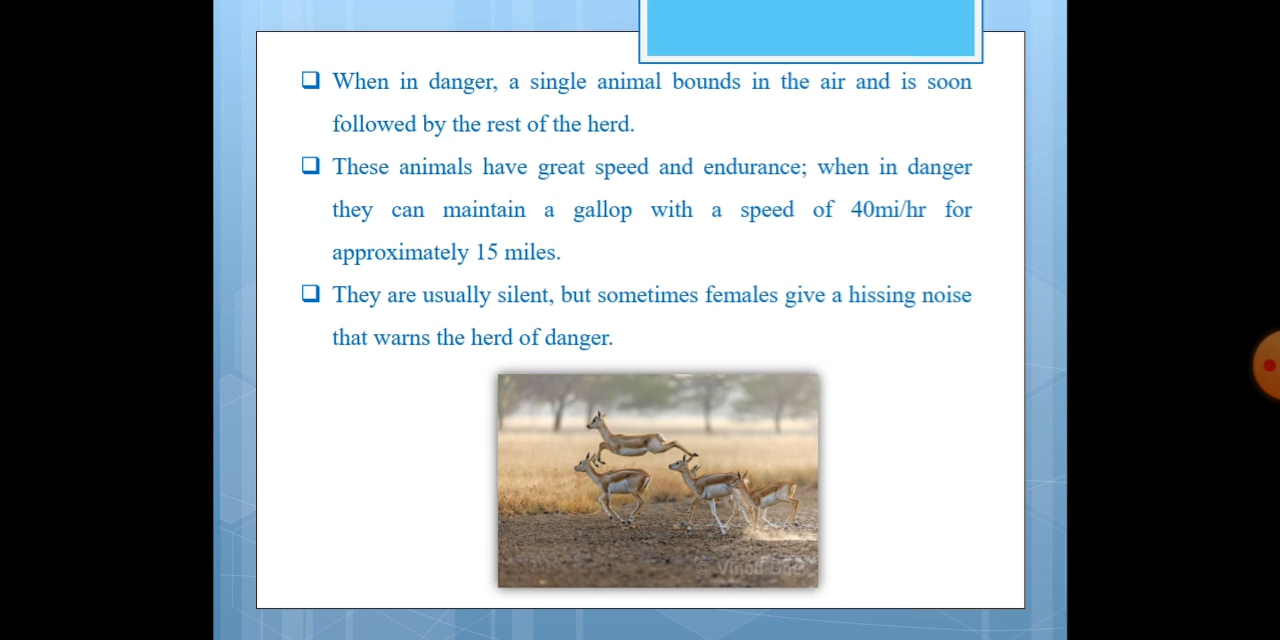 When in danger, a single animal bounds in the air and is soon
followed by the rest of the herd.
These animals have great speed and endurance; when in danger
they can maintain a gallop with a speed of 40mi/hr for
approximately 15 miles.
They are usually silent, but sometimes females give a hissing noise
that warns the herd of danger.